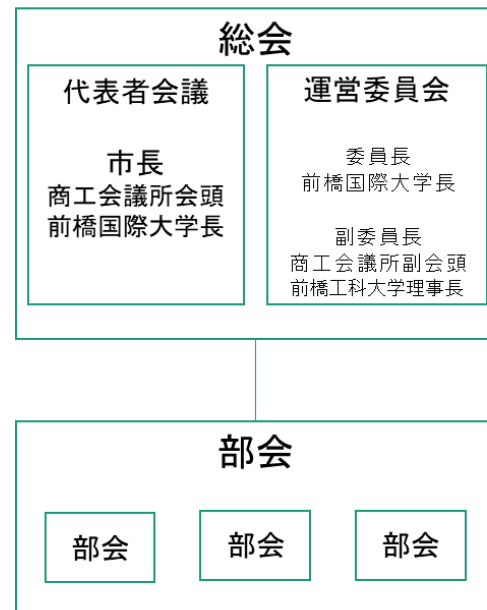 総会
代表者会議
市長
商工会議所会頭
前橋国際大学長
運営委員会
委員長
前橋国際大学長
副委員長
商工会議所副会頭
前橋工科大学理事長
部会
部会
部会
部会